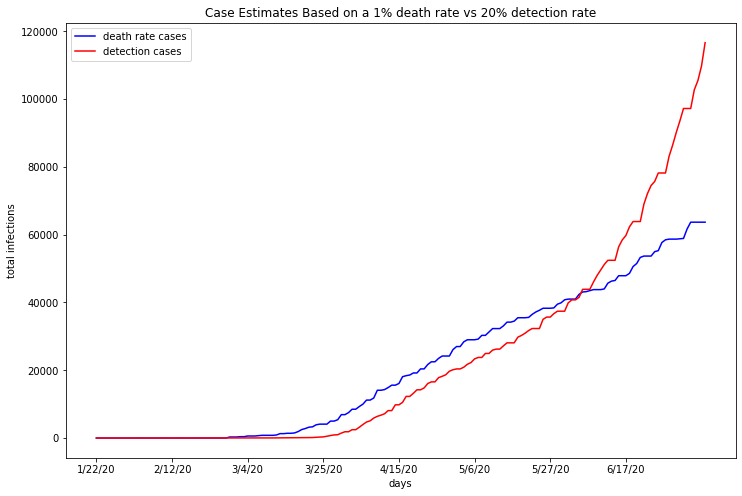 Case Estimates Based on a 1% death rate vs 20% detection rate
death rate cases
detection cases
120000
100000
80000
60000
40000
20000
0
total infections
1/22/20 2/12/20 3/4/20 3/25/20 4/15/20 5/6/20 5/27/20 6/17/20
days